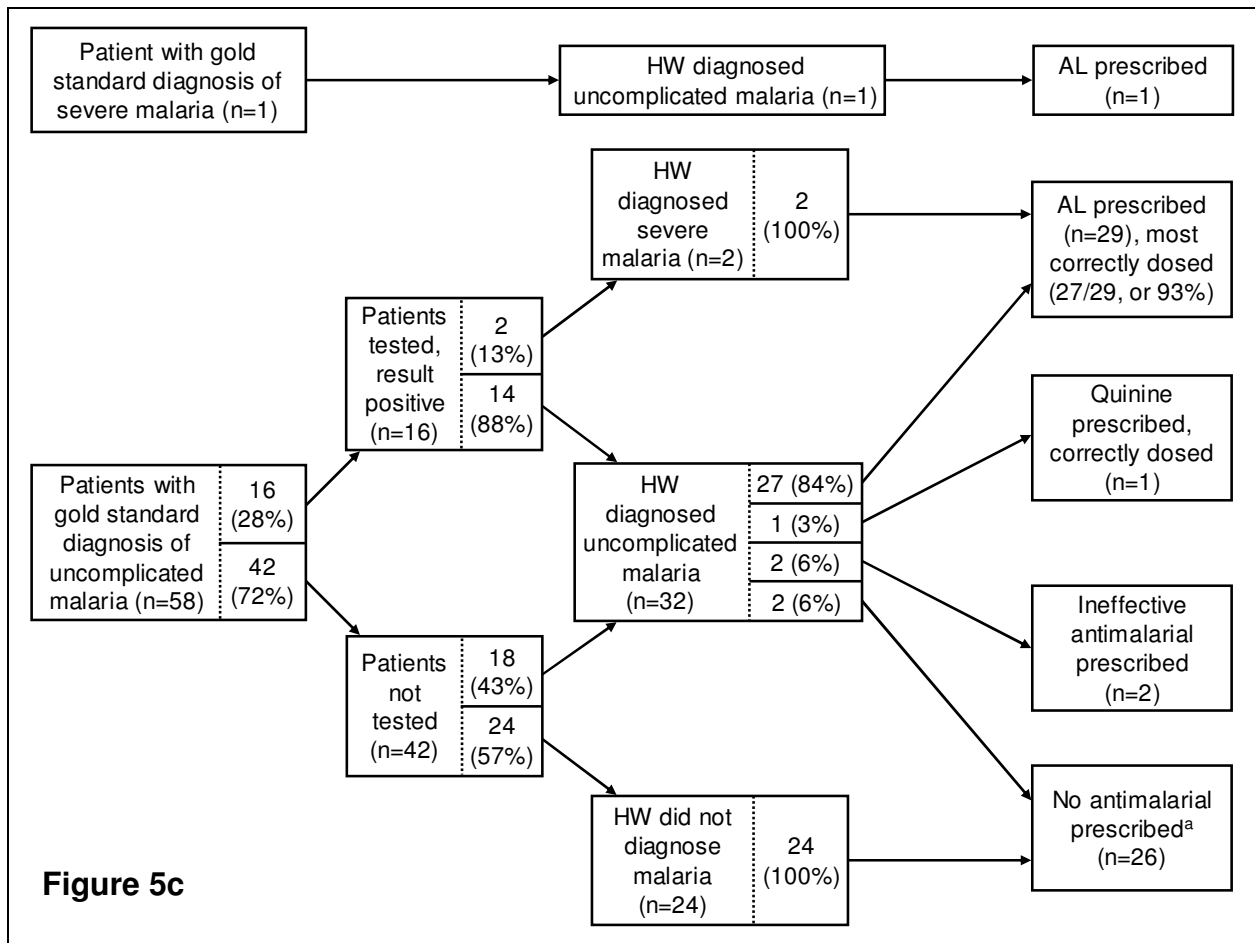 Patient with gold
standard diagnosis of
severe malaria (n=1)
HW diagnosed
uncomplicated malaria (n=1)
AL prescribed
(n=1)
HW
diagnosed
severe
malaria (n=2)
2
(100%)
AL prescribed
(n=29), most
correctly dosed
(27/29, or 93%)
Patients
tested,
result
positive
(n=16)
2
(13%)
14
(88%)
Quinine
prescribed,
correctly dosed
(n=1)
Patients with
gold standard
diagnosis of
uncomplicated
malaria (n=58)
16
(28%)
42
(72%)
HW
diagnosed
uncomplicated
malaria
(n=32)
27 (84%)
1 (3%)
2 (6%)
2 (6%)
Ineffective
antimalarial
prescribed
(n=2)
Patients
not
tested
(n=42)
18
(43%)
24
(57%)
HW did not
diagnose
malaria
(n=24)
24
(100%)
No antimalarial
prescribedᵃ
(n=26)
Figure 5c